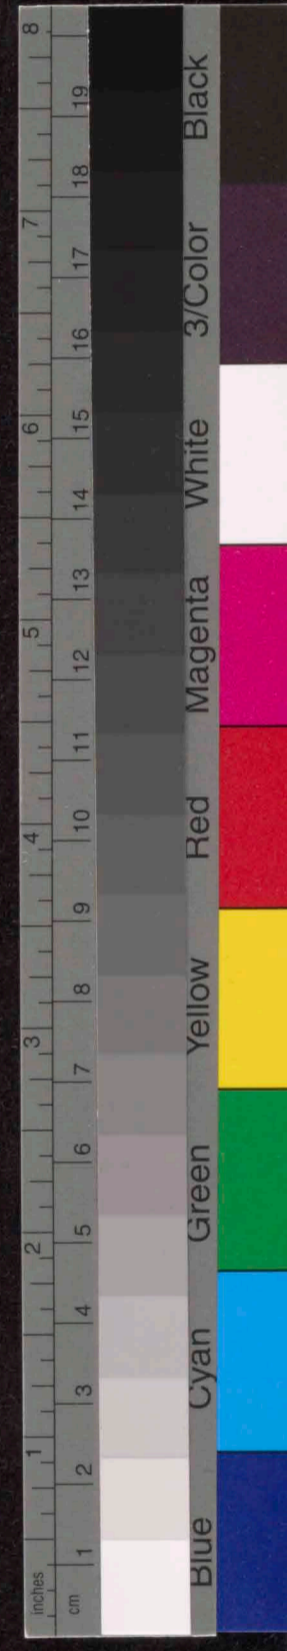 inches 1 2 3 4 5 6 7 8
cm 1 2 3 4 5 6 7 8 9 10 11 12 13 14 15 16 17 18 19
Blue Cyan Green Yellow Red Magenta White 3/Color Black